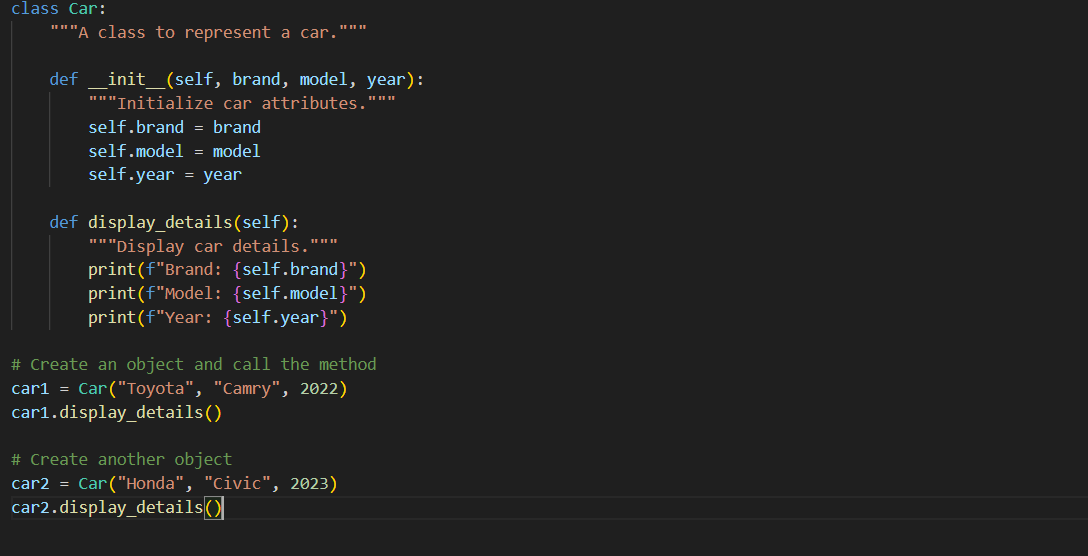 class Car:
    """A class to represent a car."""

    def __init__(self, brand, model, year):
        """Initialize car attributes."""
        self.brand = brand
        self.model = model
        self.year = year

    def display_details(self):
        """Display car details."""
        print(f"Brand: {self.brand}")
        print(f"Model: {self.model}")
        print(f"Year: {self.year}")

# Create an object and call the method
car1 = Car("Toyota", "Camry", 2022)
car1.display_details()

# Create another object
car2 = Car("Honda", "Civic", 2023)
car2.display_details()